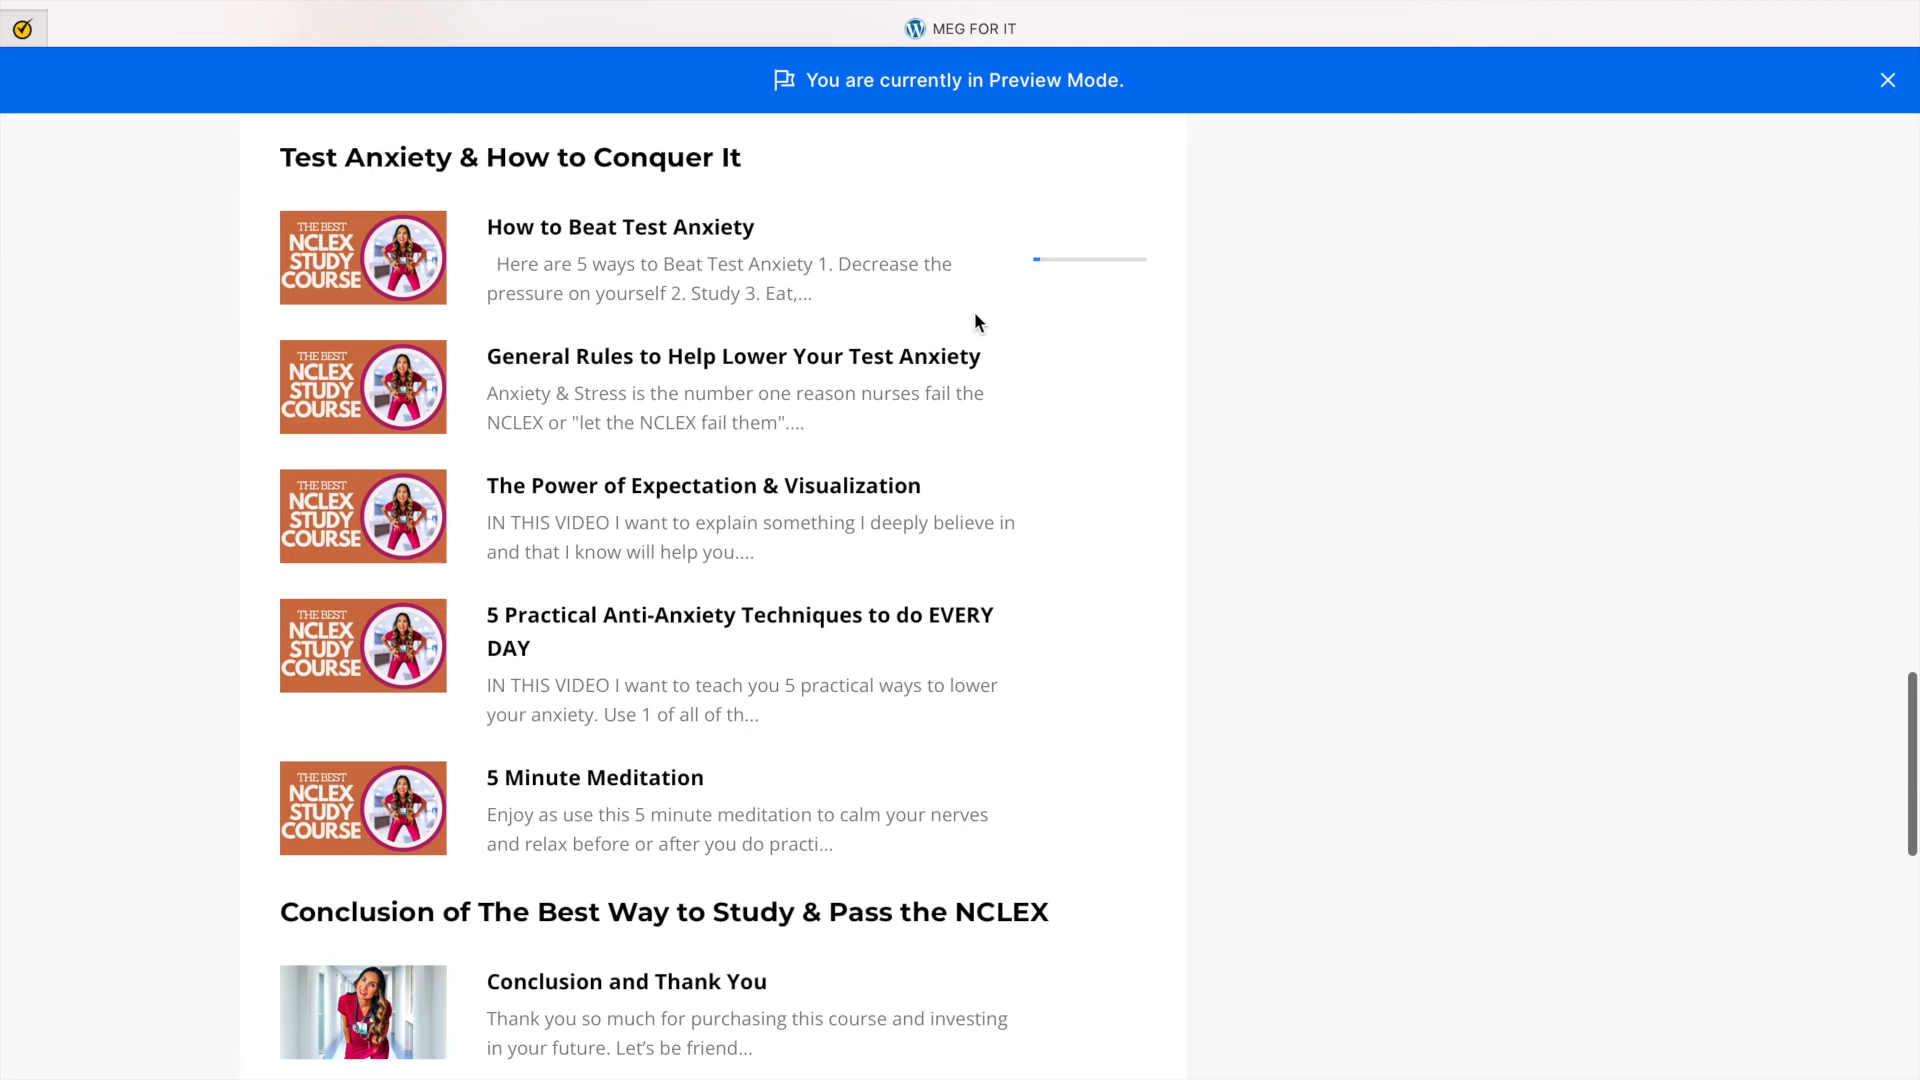 MEG FOR IT
You are currently in Preview Mode.
Test Anxiety & How to Conquer It
THE BEST
NCLEX
STUDY
COURSE
How to Beat Test Anxiety
Here are 5 ways to Beat Test Anxiety 1. Decrease the
pressure on yourself 2. Study 3. Eat,...
THE BEST
NCLEX
STUDY
COURSE
General Rules to Help Lower Your Test Anxiety
Anxiety & Stress is the number one reason nurses fail the
NCLEX or "let the NCLEX fail them"....
THE BEST
NCLEX
STUDY
COURSE
The Power of Expectation & Visualization
IN THIS VIDEO I want to explain something I deeply believe in
and that I know will help you....
THE BEST
NCLEX
STUDY
COURSE
5 Practical Anti-Anxiety Techniques to do EVERY
DAY
IN THIS VIDEO I want to teach you 5 practical ways to lower
your anxiety. Use 1 of all of th...
THE BEST
NCLEX
STUDY
COURSE
5 Minute Meditation
Enjoy as use this 5 minute meditation to calm your nerves
and relax before or after you do practi...
Conclusion of The Best Way to Study & Pass the NCLEX
Conclusion and Thank You
Thank you so much for purchasing this course and investing
in your future. Let’s be friend...